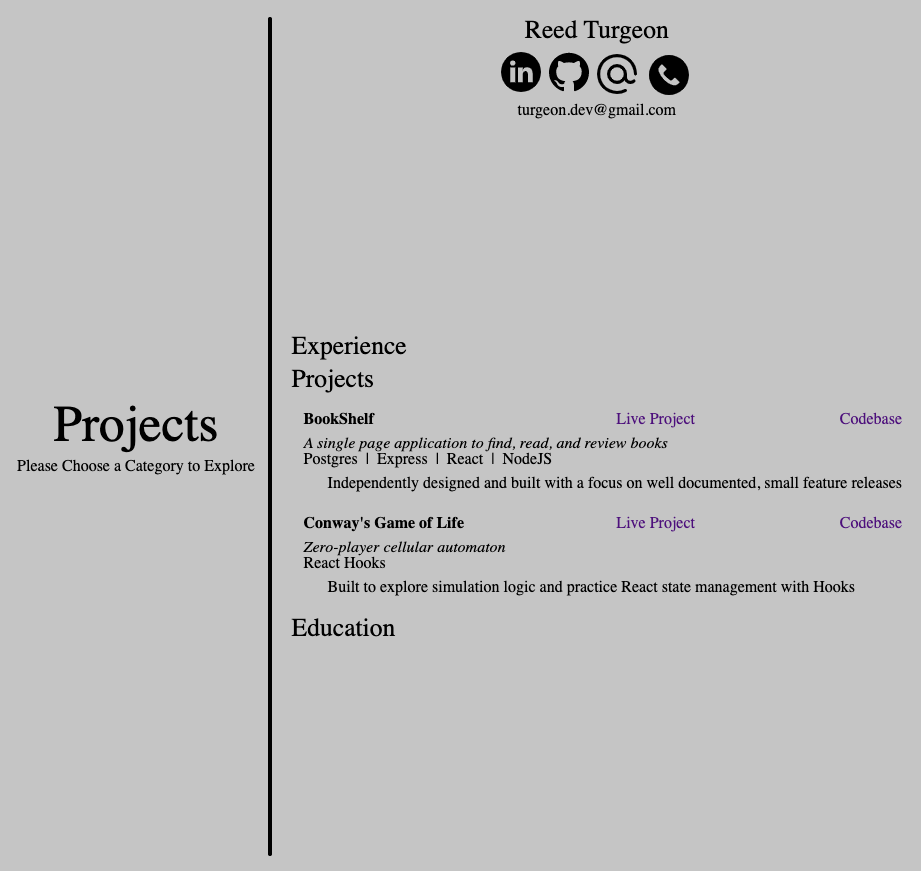 Reed Turgeon
in
turgeon.dev@gmail.com
Projects
Please Choose a Category to Explore
Experience
Projects
BookShelf Live Project Codebase
A single page application to find, read, and review books
Postgres | Express | React | NodeJS
Independently designed and built with a focus on well documented, small feature releases
Conway's Game of Life Live Project Codebase
Zero-player cellular automaton
React Hooks
Built to explore simulation logic and practice React state management with Hooks
Education